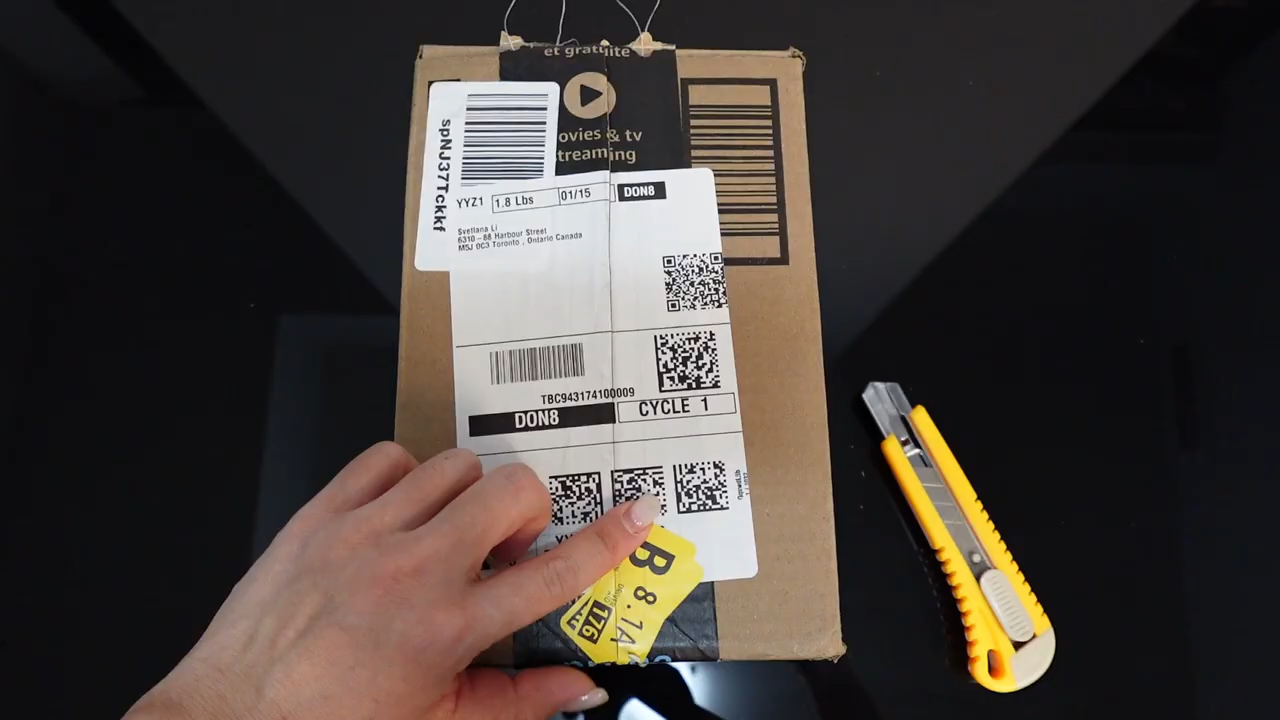 et gratuite
ovies & tv
treaming
spNJ37Tckkf
YYZ1 1.8 Lbs 01/15 DON8
Svetlana Li
6310-88 Harbour Street
M5J 0C3 Toronto , Ontario Canada
TBC943174100009
DON8 CYCLE 1
B
8.1A
176